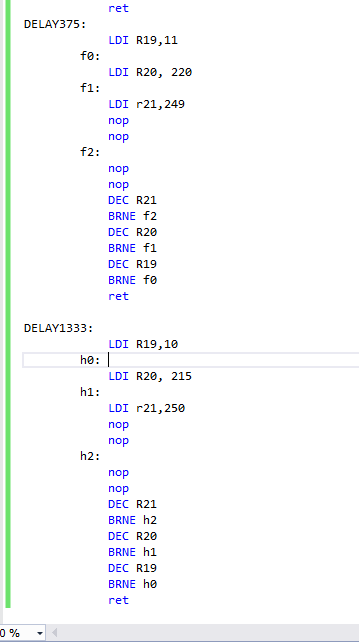 ret
DELAY375:
LDI R19,11
f0:
LDI R20, 220
f1:
LDI r21,249
nop
nop
f2:
nop
nop
DEC R21
BRNE f2
DEC R20
BRNE f1
DEC R19
BRNE f0
ret
DELAY1333:
LDI R19,10
h0:
LDI R20, 215
h1:
LDI r21,250
nop
nop
h2:
nop
nop
DEC R21
BRNE h2
DEC R20
BRNE h1
DEC R19
BRNE h0
ret
0 %